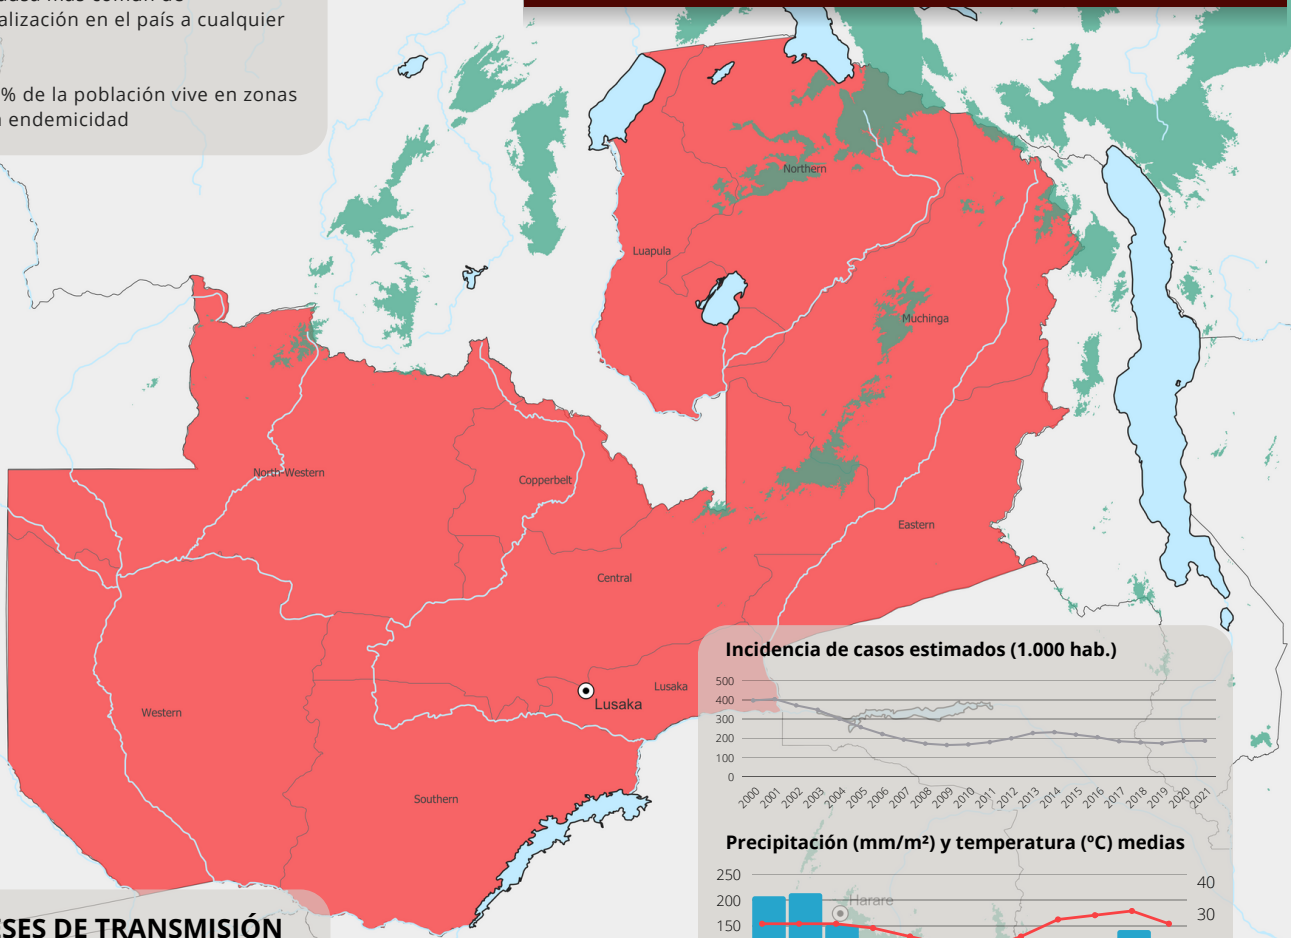 alización en el país a cualquier
% de la población vive en zonas
endemicidad
Northern
Luapula
Muchinga
North-Western
Copperbelt
Eastern
Central
Lusaka
Lusaka
Western
Southern
Incidencia de casos estimados (1.000 hab.)
500
400
300
200
100
0
2000 2001 2002 2003 2004 2005 2006 2007 2008 2009 2010 2011 2012 2013 2014 2015 2016 2017 2018 2019 2020 2021
Precipitación (mm/m²) y temperatura (ºC) medias
250
200
150
40
30
Harare
ESES DE TRANSMISIÓN